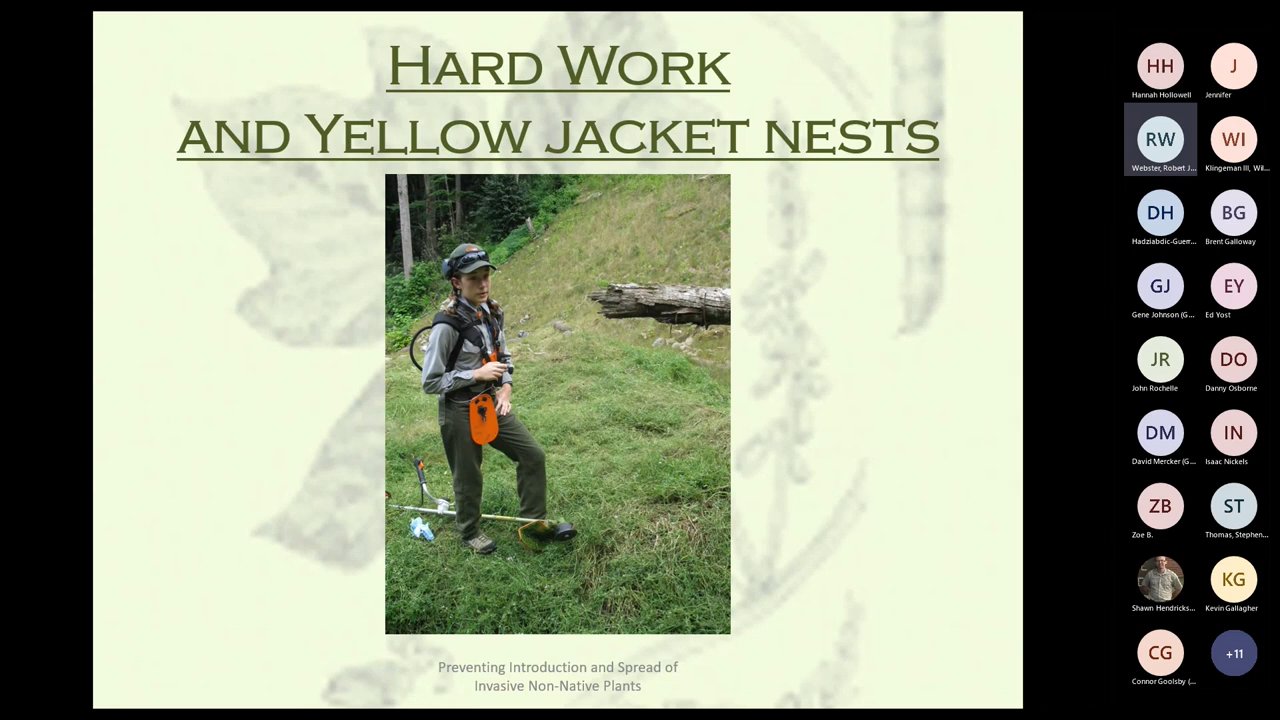 HARD WORK
AND YELLOW JACKET NESTS
Preventing Introduction and Spread of
Invasive Non-Native Plants
HH
Hannah Hollowell
J
Jennifer
RW
Webster, Robert J...
WI
Klingeman III, Wil...
DH
Hadziabdic-Guerr...
BG
Brent Galloway
GJ
Gene Johnson (G...
EY
Ed Yost
JR
John Rochelle
DO
Danny Osborne
DM
David Mercker (G...
IN
Isaac Nickels
ZB
Zoe B.
ST
Thomas, Stephen...
Shawn Hendricks...
KG
Kevin Gallagher
CG
Connor Goolsby (...
+11